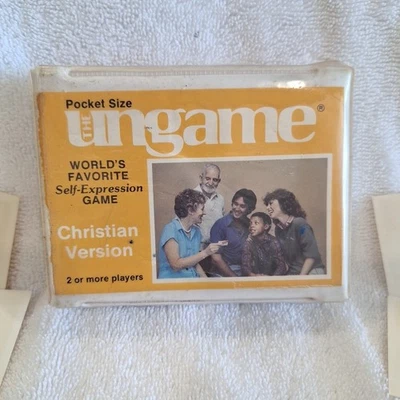 Pocket Size
THE ungame®
WORLD'S
FAVORITE
Self-Expression
GAME
Christian
Version
2 or more players